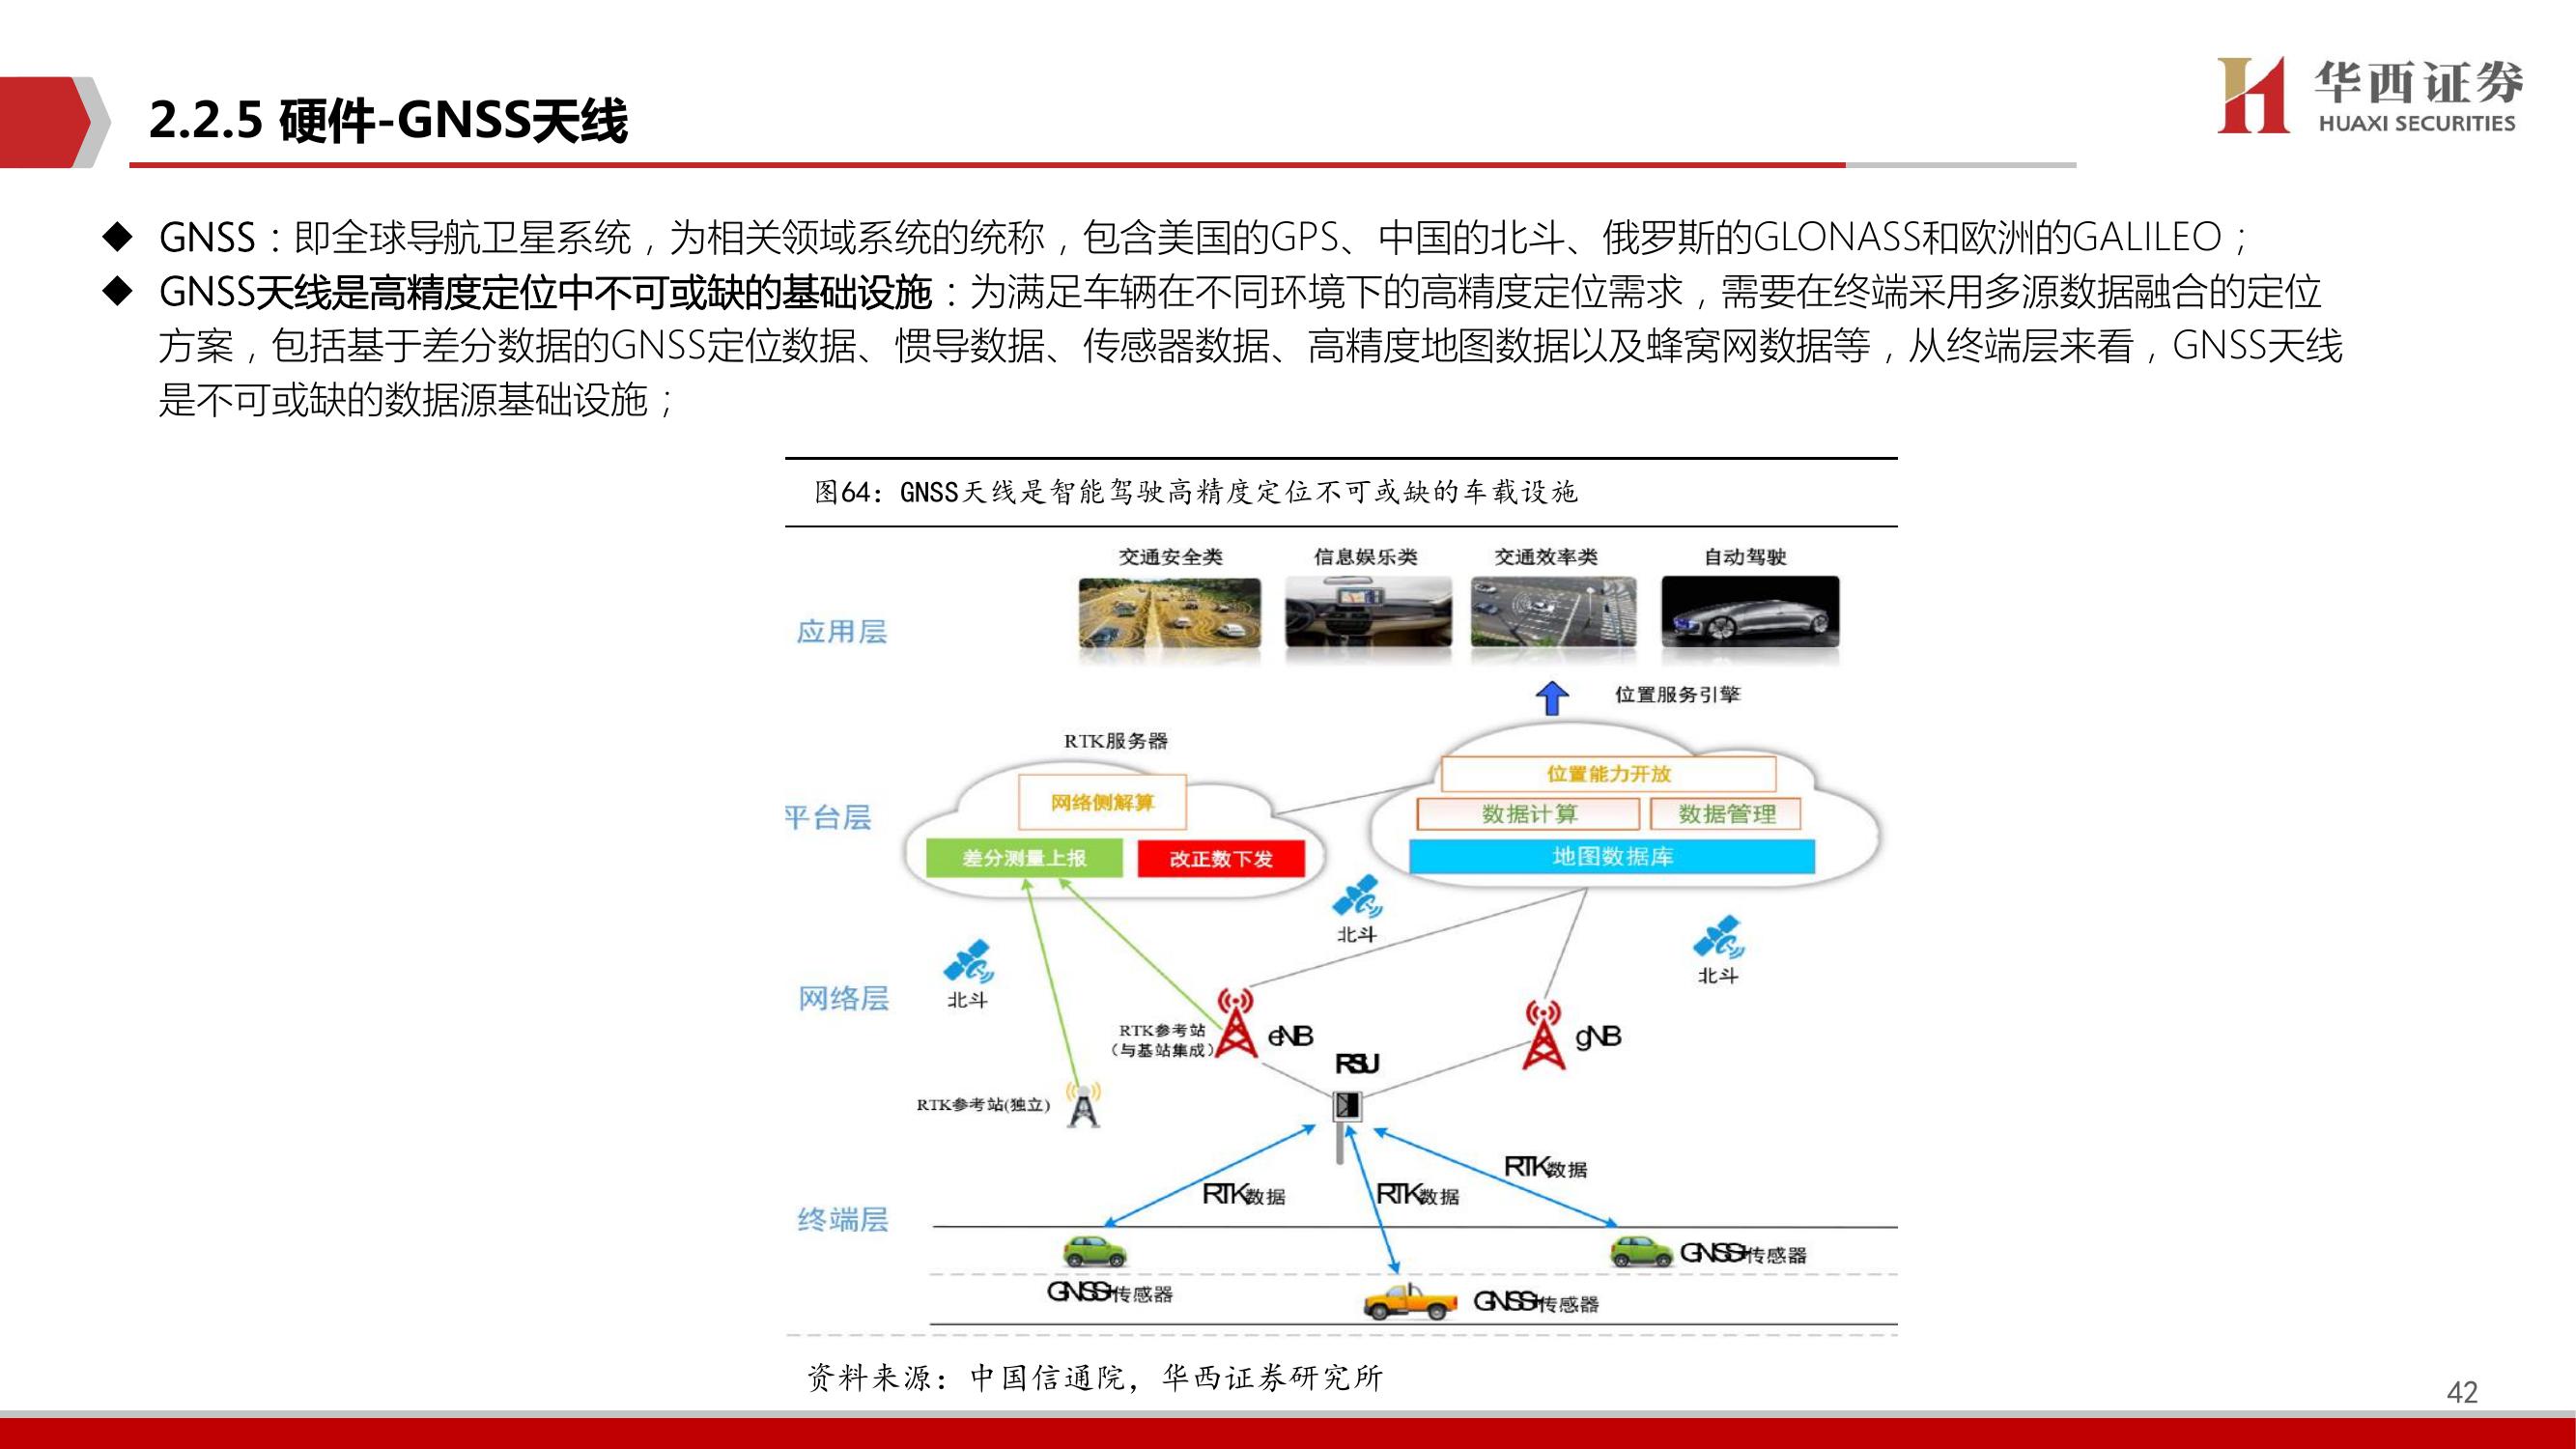 2.2.5 硬件-GNSS天线
华西证券
HUAXI SECURITIES
◆ GNSS：即全球导航卫星系统，为相关领域系统的统称，包含美国的GPS、中国的北斗、俄罗斯的GLONASS和欧洲的GALILEO；
◆ GNSS天线是高精度定位中不可或缺的基础设施：为满足车辆在不同环境下的高精度定位需求，需要在终端采用多源数据融合的定位
方案，包括基于差分数据的GNSS定位数据、惯导数据、传感器数据、高精度地图数据以及蜂窝网数据等，从终端层来看，GNSS天线
是不可或缺的数据源基础设施；
图64：GNSS天线是智能驾驶高精度定位不可或缺的车载设施
交通安全类 信息娱乐类 交通效率类 自动驾驶
应用层
位置服务引擎
RTK服务器
位置能力开放
网络侧解算
平台层
数据计算 数据管理
差分测量上报 改正数下发
地图数据库
北斗
北斗
北斗
网络层
RTK参考站
（与基站集成）
eNB
gNB
RSU
RTK参考站(独立)
RTK数据
RTK数据
RTK数据
终端层
GNSS+传感器
GNSS+传感器
GNSS+传感器
资料来源：中国信通院，华西证券研究所
42